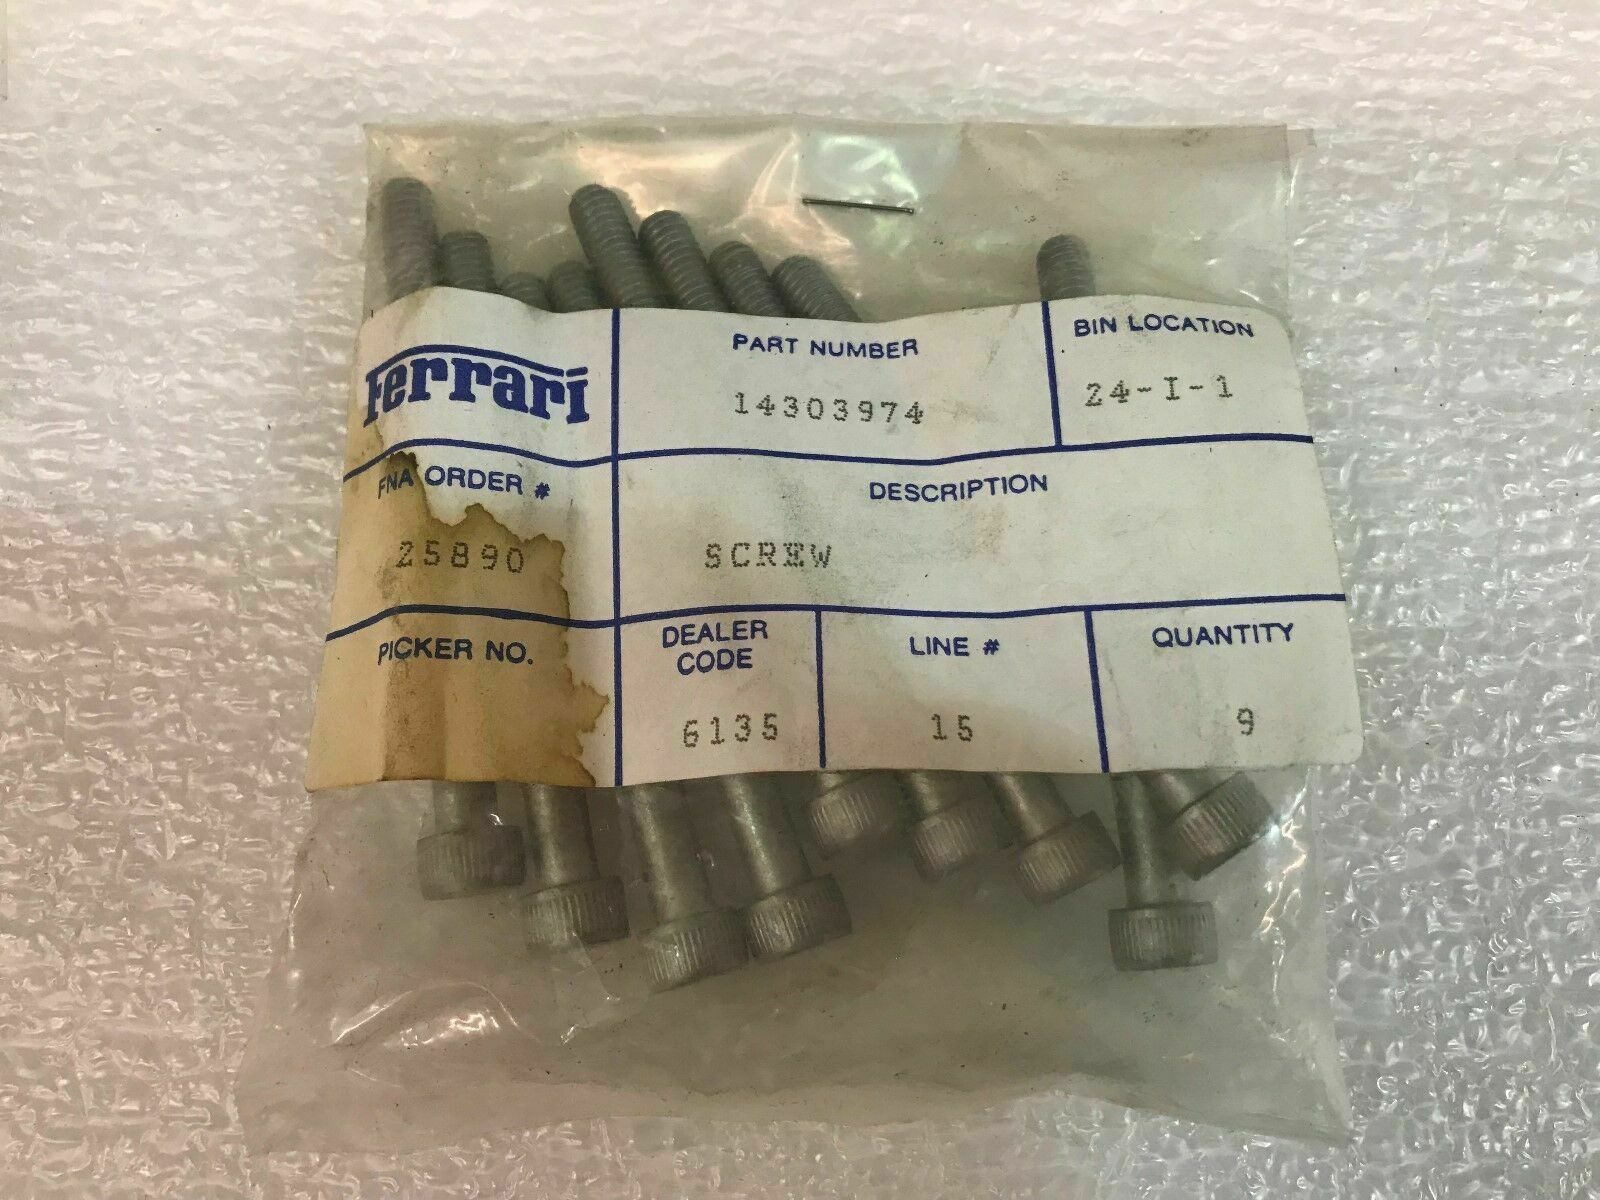 Ferrari
PART NUMBER
14303974
BIN LOCATION
24-I-1
FNA ORDER #
25890
DESCRIPTION
SCREW
PICKER NO.
DEALER
CODE
6135
LINE #
15
QUANTITY
9